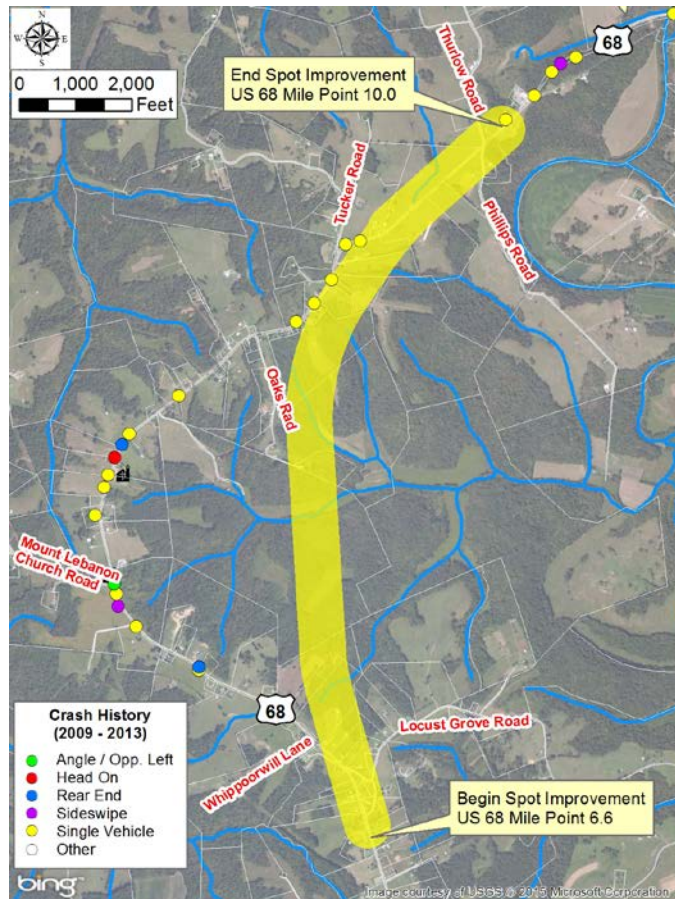 N
W E
S
0 1,000 2,000
Feet
68
Thurlow Road
End Spot Improvement
US 68 Mile Point 10.0
Tucker Road
Phillips Road
Oaks Rad
Mount Lebanon
Church Road
68
Locust Grove Road
Whippoorwill Lane
Begin Spot Improvement
US 68 Mile Point 6.6
Crash History
(2009 - 2013)
Angle / Opp. Left
Head On
Rear End
Sideswipe
Single Vehicle
Other
bing
Image courtesy of USGS © 2015 Microsoft Corporation